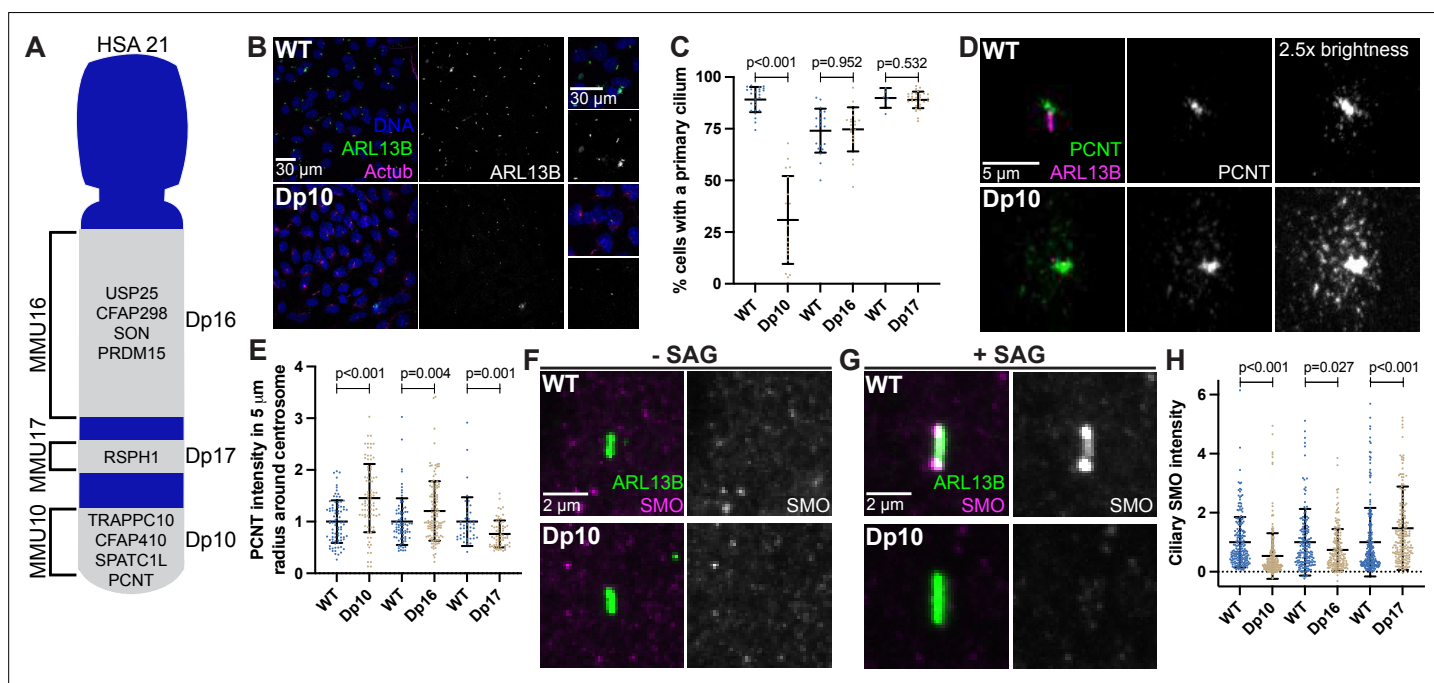 A
HSA 21
MMU16
USP25
CFAP298
SON
PRDM15
Dp16
MMU17
RSPH1
Dp17
MMU10
TRAPPC10
CFAP410
SPATC1L
PCNT
Dp10
B
WT
30 µm
DNA
ARL13B
Actub
ARL13B
30 µm
Dp10
C
% cells with a primary cilium
100
75
50
25
0
p<0.001
p=0.952
p=0.532
WT
Dp10
WT
Dp16
WT
Dp17
D
WT
2.5x brightness
5 µm
PCNT
ARL13B
PCNT
Dp10
E
PCNT intensity in 5 µm
radius around centrosome
4
3
2
1
0
p<0.001
p=0.004
p=0.001
WT
Dp10
WT
Dp16
WT
Dp17
F
- SAG
WT
2 µm
ARL13B
SMO
SMO
Dp10
G
+ SAG
WT
2 µm
ARL13B
SMO
SMO
Dp10
H
Ciliary SMO intensity
6
4
2
0
p<0.001
p=0.027
p<0.001
WT
Dp10
WT
Dp16
WT
Dp17